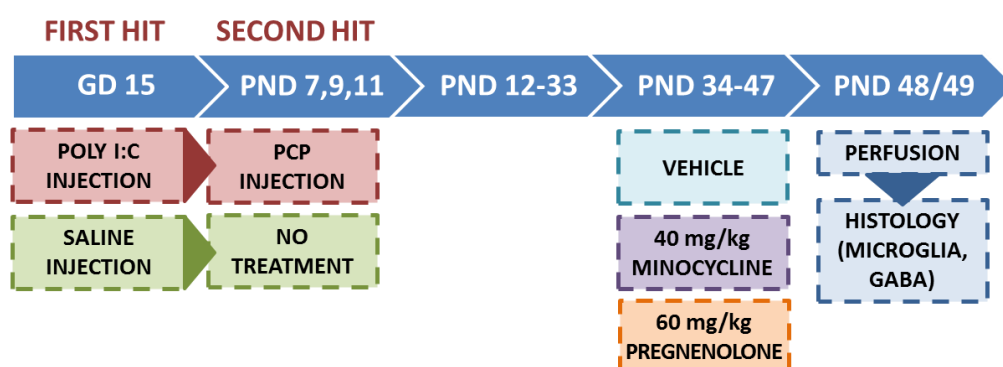 FIRST HIT
SECOND HIT
GD 15
PND 7,9,11
PND 12-33
PND 34-47
PND 48/49
POLY I:C
INJECTION
PCP
INJECTION
VEHICLE
PERFUSION
SALINE
INJECTION
NO
TREATMENT
40 mg/kg
MINOCYCLINE
HISTOLOGY
(MICROGLIA,
GABA)
60 mg/kg
PREGNENOLONE